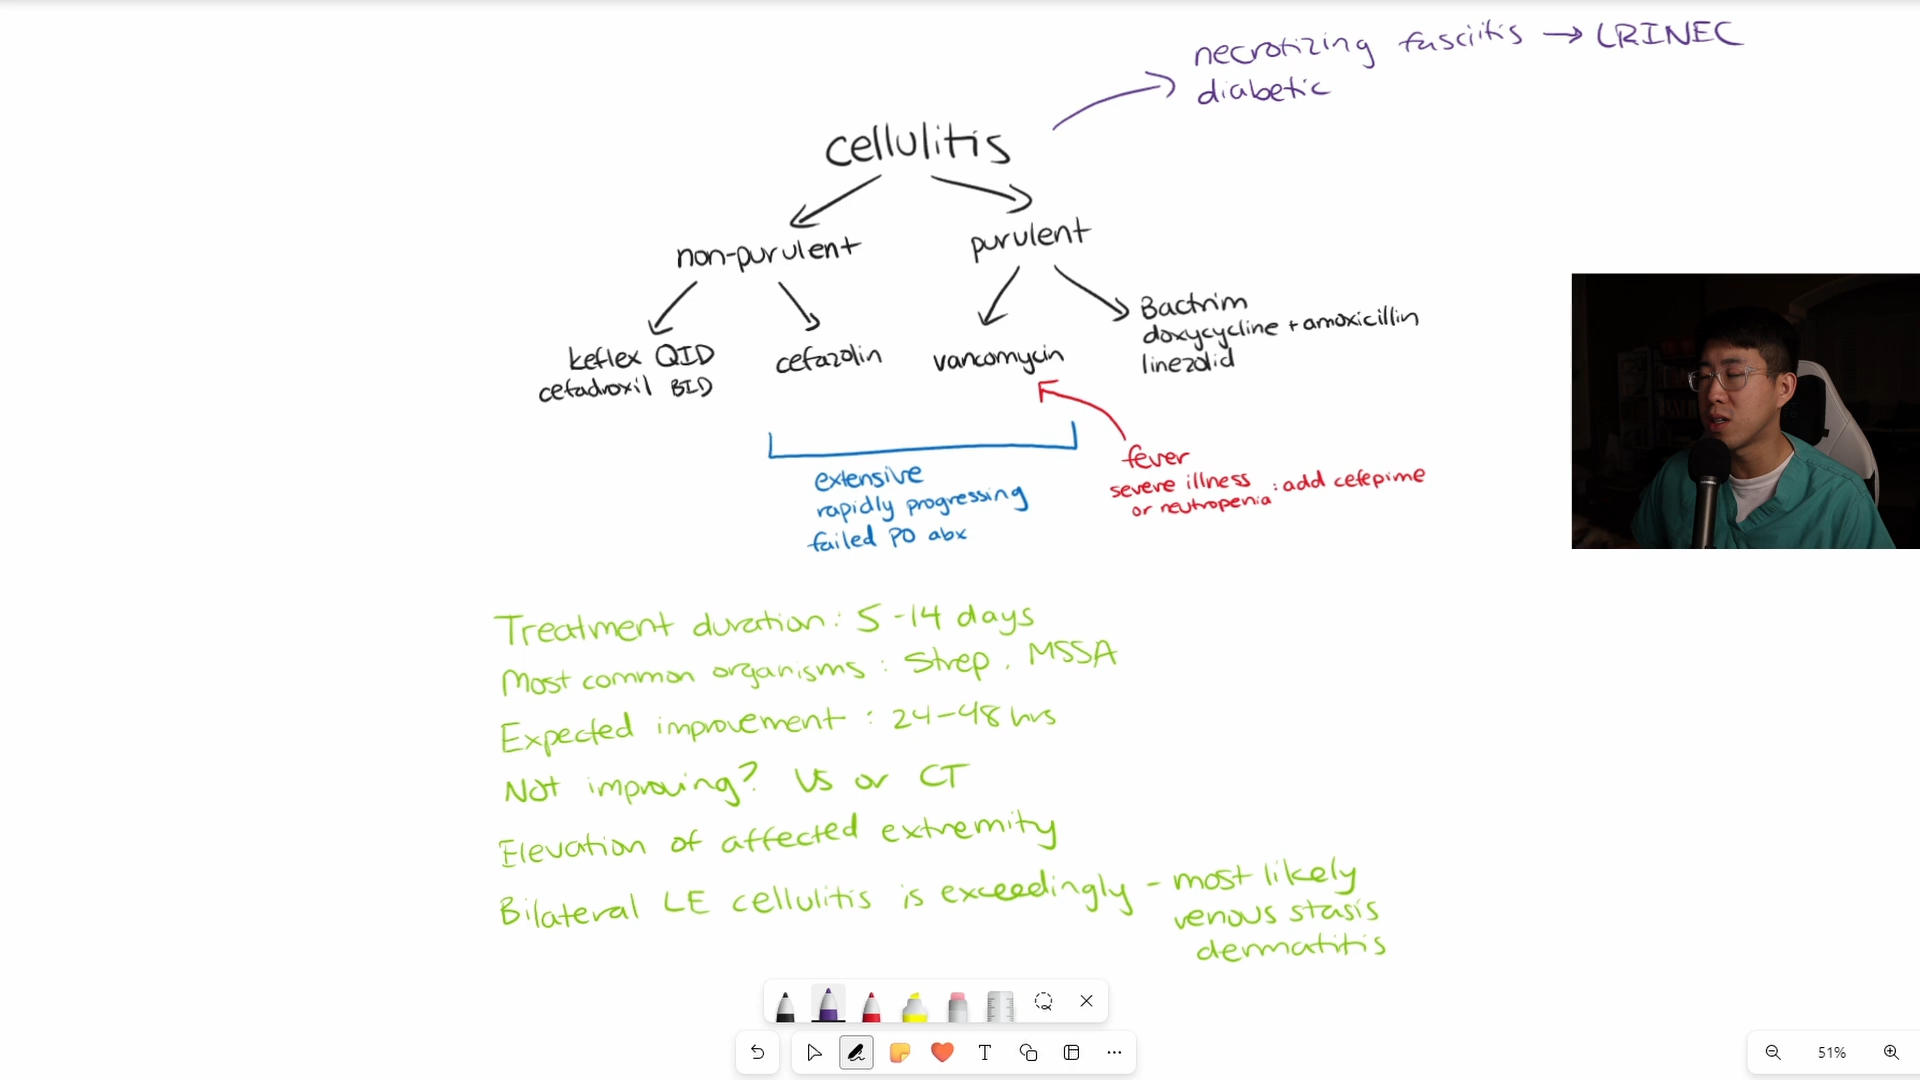 necrotizing fasciitis → LRINEC
diabetic
cellulitis
non-purulent
purulent
keflex QID
cefadroxil BID
cefazolin
vancomycin
Bactrim
doxycycline + amoxicillin
linezolid
extensive
rapidly progressing
failed PO abx
fever
severe illness
or neutropenia : add cefepime
Treatment duration: 5-14 days
Most common organisms: Strep, MSSA
Expected improvement: 24-48 hrs
Not improving? US or CT
Elevation of affected extremity
Bilateral LE cellulitis is exceedingly - most likely
venous stasis
dermatitis
T
51%